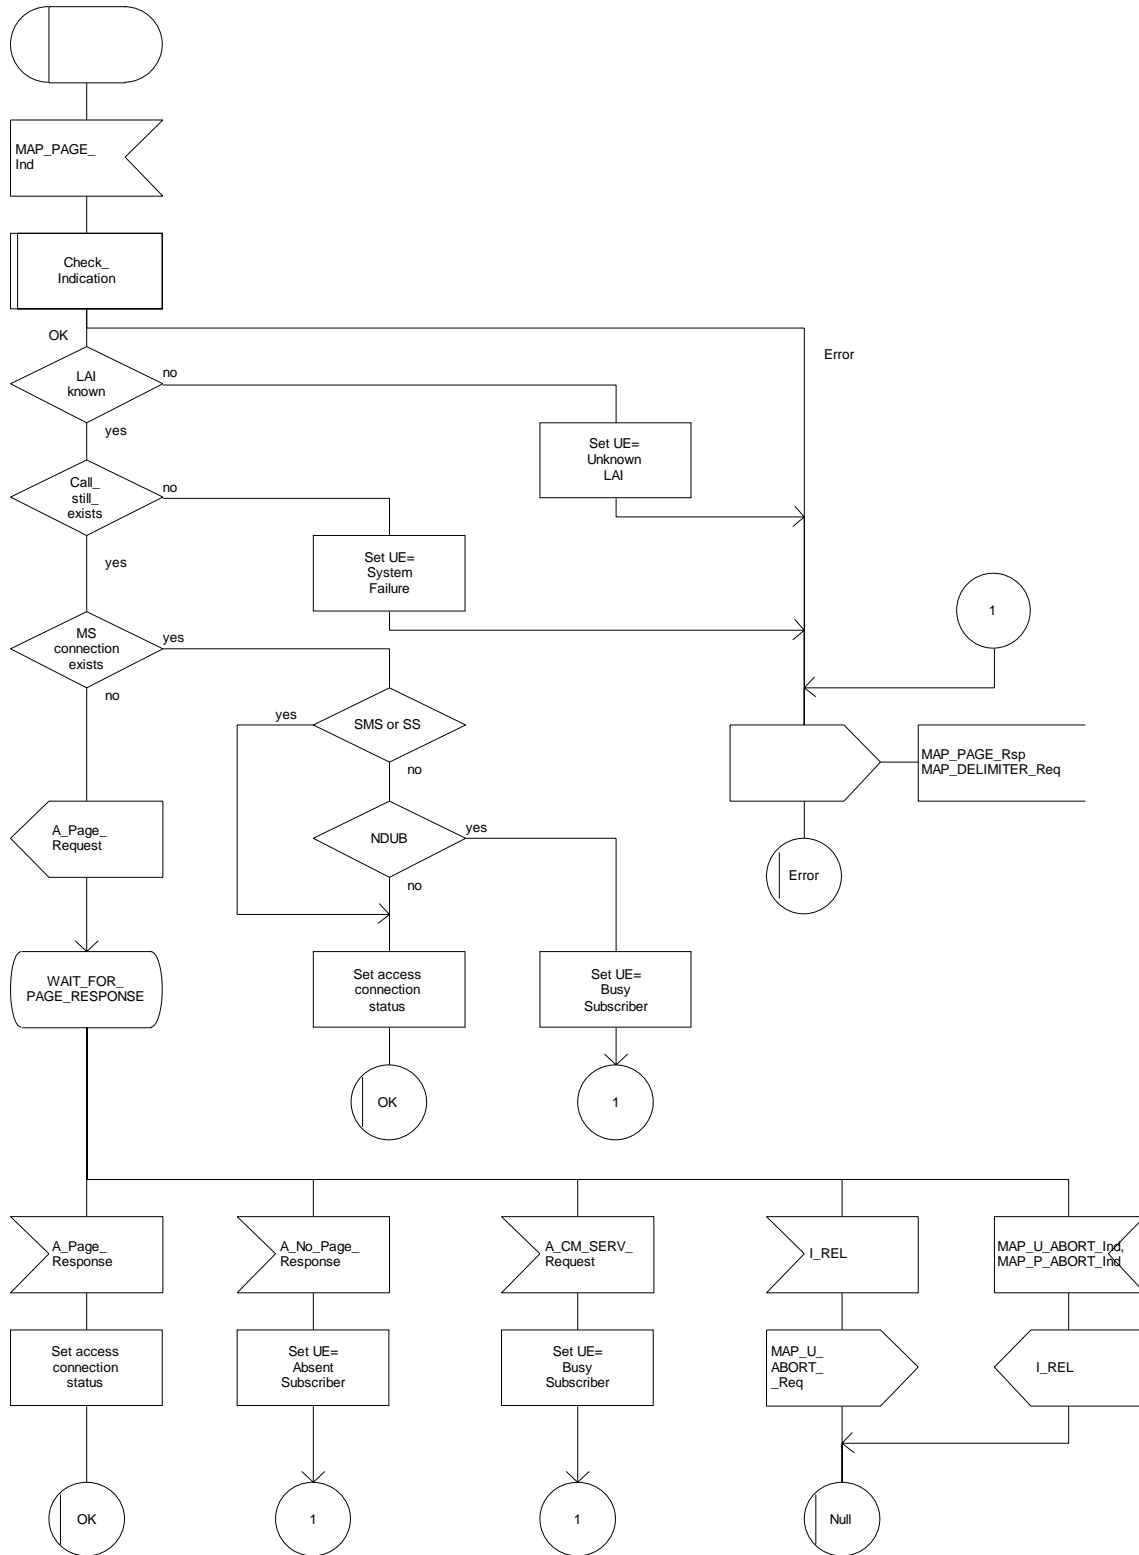 MAP_PAGE_
Ind
Check_
Indication
OK
Error
LAI
known
no
yes
Set UE=
Unknown
LAI
Call_
still_
exists
no
yes
Set UE=
System
Failure
1
MS
connection
exists
yes
no
SMS or SS
yes
no
MAP_PAGE_Rsp
MAP_DELIMITER_Req
A_Page_
Request
NDUB
yes
no
Error
WAIT_FOR_
PAGE_RESPONSE
Set access
connection
status
Set UE=
Busy
Subscriber
OK
1
A_Page_
Response
A_No_Page_
Response
A_CM_SERV_
Request
I_REL
MAP_U_ABORT_Ind,
MAP_P_ABORT_Ind
Set access
connection
status
Set UE=
Absent
Subscriber
Set UE=
Busy
Subscriber
MAP_U_
ABORT_
_Req
I_REL
OK
1
1
Null